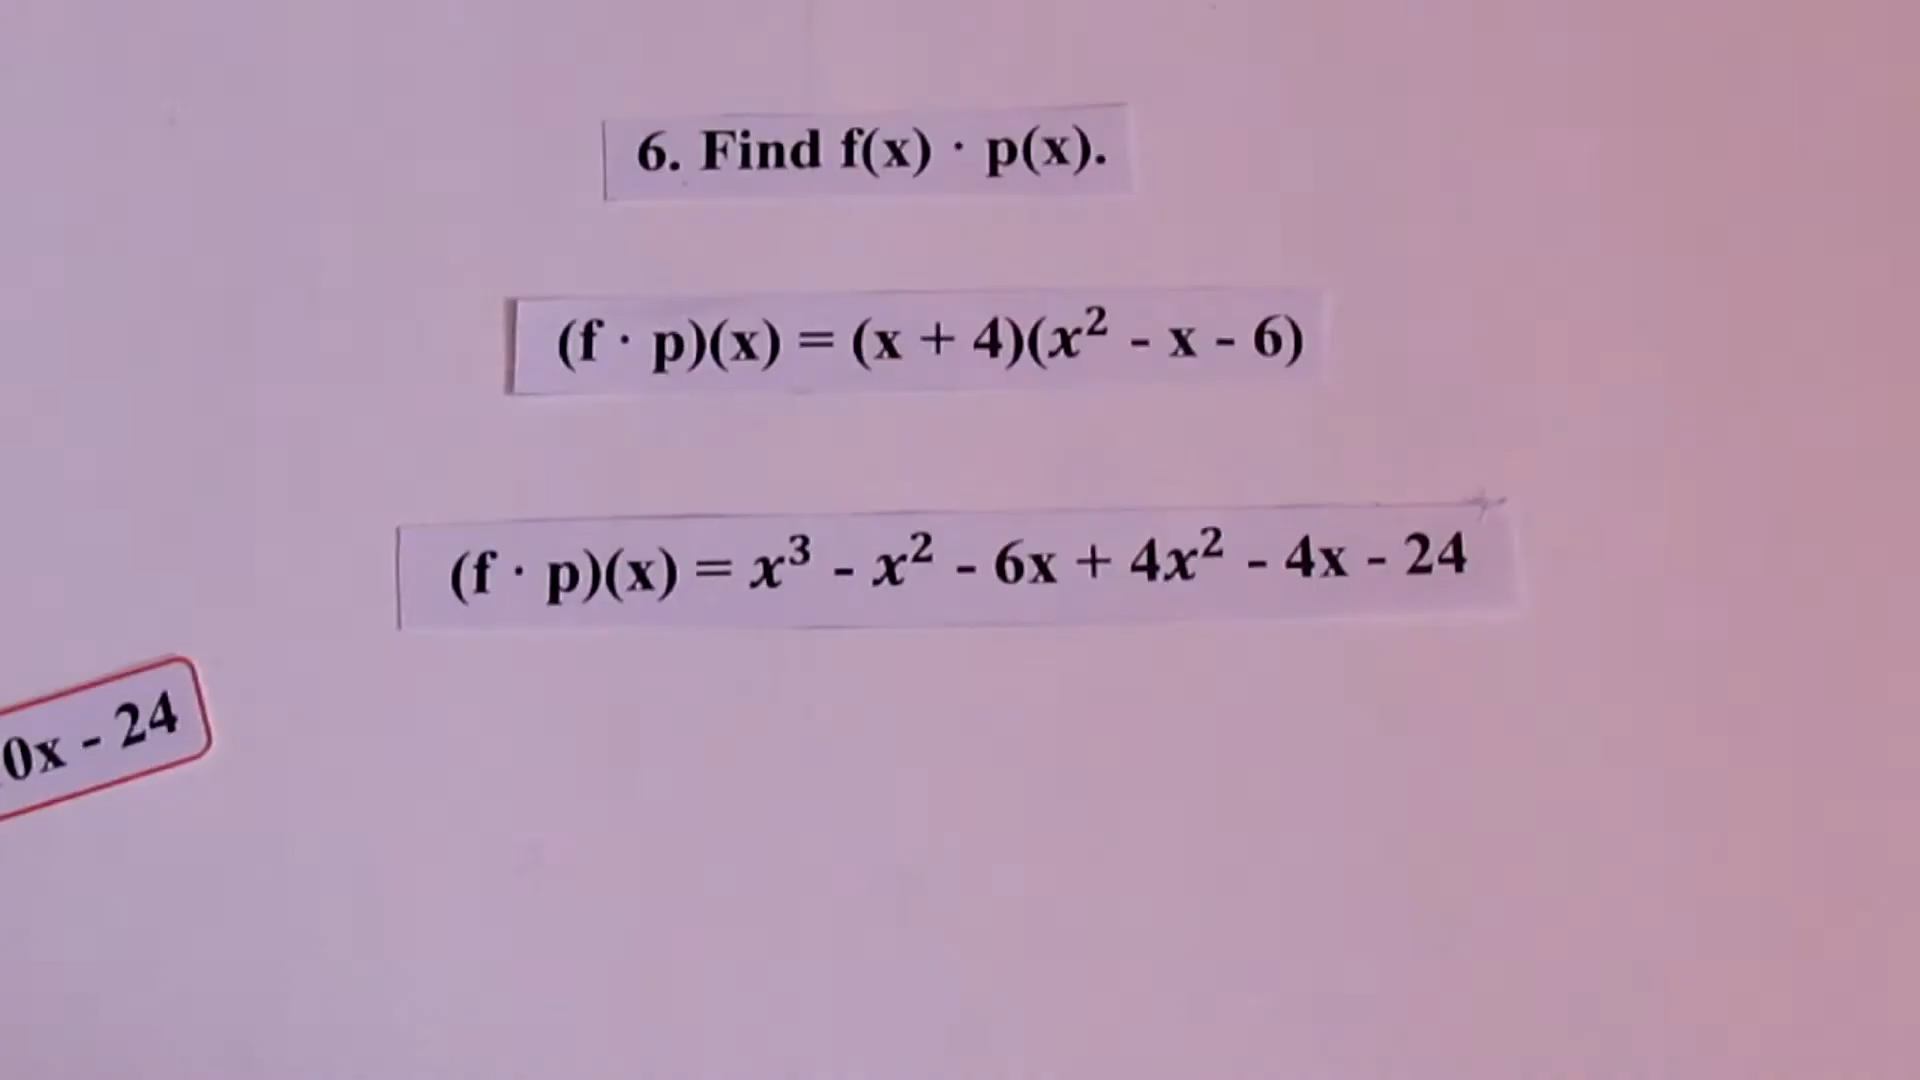 6. Find f(x) · p(x).
(f · p)(x) = (x + 4)(x² - x - 6)
(f · p)(x) = x³ - x² - 6x + 4x² - 4x - 24
0x - 24